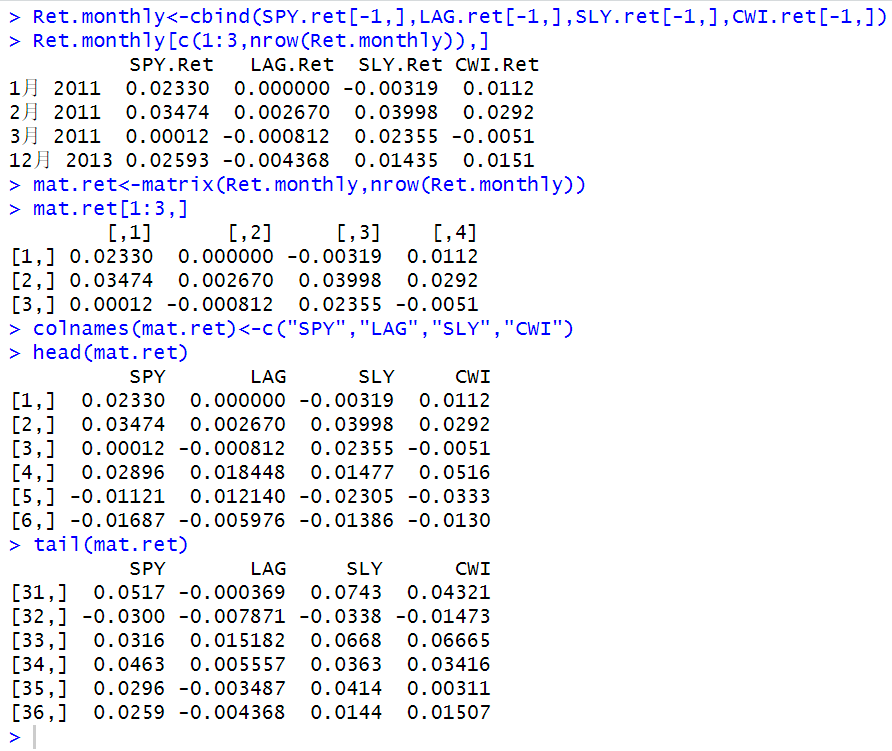 > Ret.monthly<-cbind(SPY.ret[-1,],LAG.ret[-1,],SLY.ret[-1,],CWI.ret[-1,])
> Ret.monthly[c(1:3,nrow(Ret.monthly)),]
SPY.Ret LAG.Ret SLY.Ret CWI.Ret
1月 2011 0.02330 0.000000 -0.00319 0.0112
2月 2011 0.03474 0.002670 0.03998 0.0292
3月 2011 0.00012 -0.000812 0.02355 -0.0051
12月 2013 0.02593 -0.004368 0.01435 0.0151
> mat.ret<-matrix(Ret.monthly,nrow(Ret.monthly))
> mat.ret[1:3,]
[,1] [,2] [,3] [,4]
[1,] 0.02330 0.000000 -0.00319 0.0112
[2,] 0.03474 0.002670 0.03998 0.0292
[3,] 0.00012 -0.000812 0.02355 -0.0051
> colnames(mat.ret)<-c("SPY","LAG","SLY","CWI")
> head(mat.ret)
SPY LAG SLY CWI
[1,] 0.02330 0.000000 -0.00319 0.0112
[2,] 0.03474 0.002670 0.03998 0.0292
[3,] 0.00012 -0.000812 0.02355 -0.0051
[4,] 0.02896 0.018448 0.01477 0.0516
[5,] -0.01121 0.012140 -0.02305 -0.0333
[6,] -0.01687 -0.005976 -0.01386 -0.0130
> tail(mat.ret)
SPY LAG SLY CWI
[31,] 0.0517 -0.000369 0.0743 0.04321
[32,] -0.0300 -0.007871 -0.0338 -0.01473
[33,] 0.0316 0.015182 0.0668 0.06665
[34,] 0.0463 0.005557 0.0363 0.03416
[35,] 0.0296 -0.003487 0.0414 0.00311
[36,] 0.0259 -0.004368 0.0144 0.01507
>